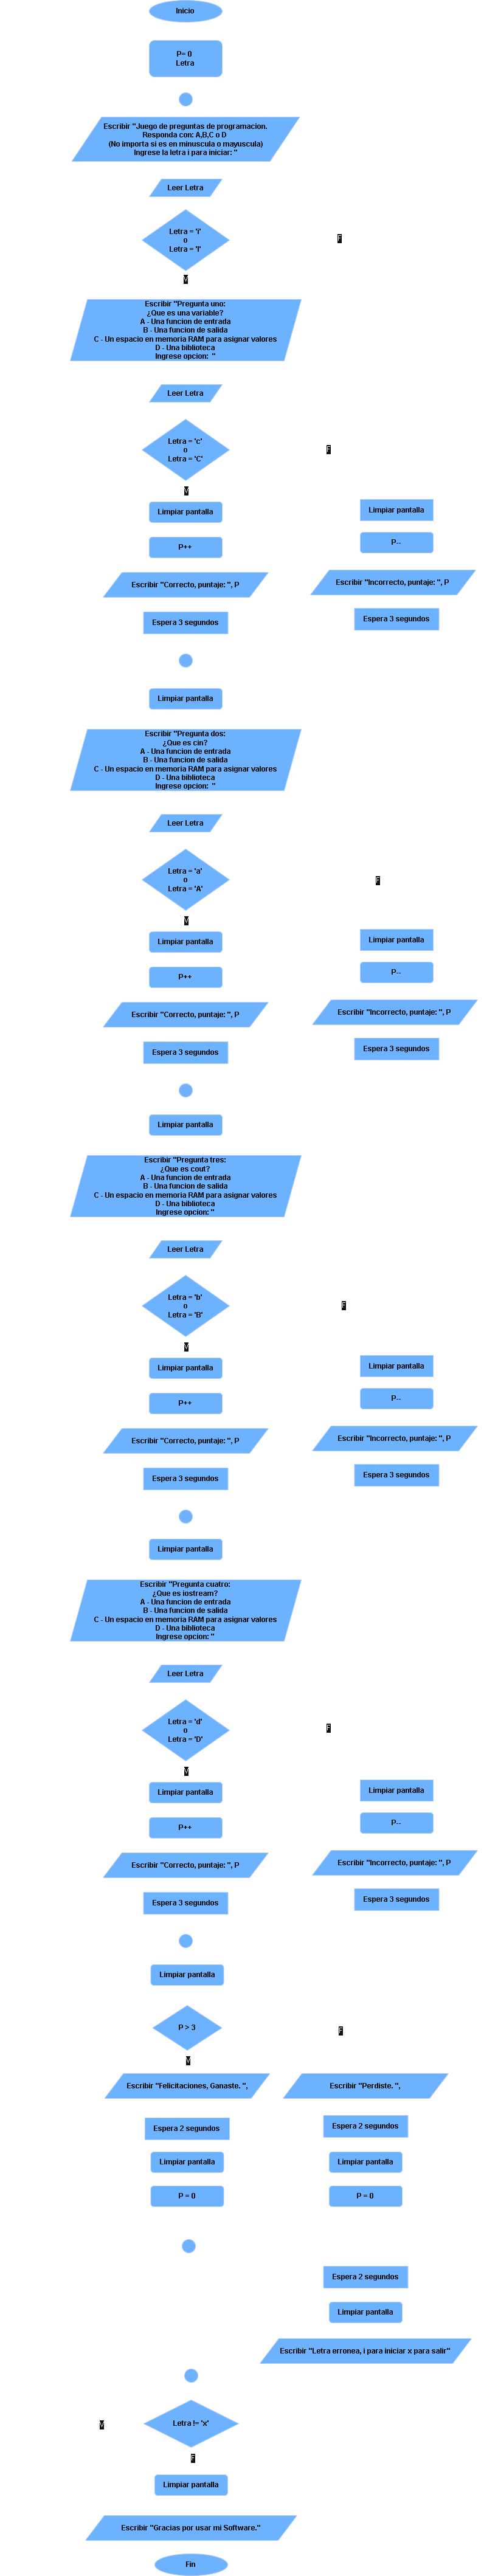 Inicio
P= 0
Letra
Escribir "Juego de preguntas de programacion.
Responda con: A,B,C o D
(No importa si es en minuscula o mayuscula)
Ingrese la letra i para iniciar: "
Leer Letra
Letra = 'i'
o
Letra = 'I'
F
V
Escribir "Pregunta uno:
¿Que es una variable?
A - Una funcion de entrada
B - Una funcion de salida
C - Un espacio en memoria RAM para asignar valores
D - Una biblioteca
Ingrese opcion: "
Leer Letra
Letra = 'c'
o
Letra = 'C'
F
V
Limpiar pantalla
Limpiar pantalla
P++
P--
Escribir "Correcto, puntaje: ", P
Escribir "Incorrecto, puntaje: ", P
Espera 3 segundos
Espera 3 segundos
Limpiar pantalla
Escribir "Pregunta dos:
¿Que es cin?
A - Una funcion de entrada
B - Una funcion de salida
C - Un espacio en memoria RAM para asignar valores
D - Una biblioteca
Ingrese opcion: "
Leer Letra
Letra = 'a'
o
Letra = 'A'
F
V
Limpiar pantalla
Limpiar pantalla
P++
P--
Escribir "Correcto, puntaje: ", P
Escribir "Incorrecto, puntaje: ", P
Espera 3 segundos
Espera 3 segundos
Limpiar pantalla
Escribir "Pregunta tres:
¿Que es cout?
A - Una funcion de entrada
B - Una funcion de salida
C - Un espacio en memoria RAM para asignar valores
D - Una biblioteca
Ingrese opcion: "
Leer Letra
Letra = 'b'
o
Letra = 'B'
F
V
Limpiar pantalla
Limpiar pantalla
P++
P--
Escribir "Correcto, puntaje: ", P
Escribir "Incorrecto, puntaje: ", P
Espera 3 segundos
Espera 3 segundos
Limpiar pantalla
Escribir "Pregunta cuatro:
¿Que es iostream?
A - Una funcion de entrada
B - Una funcion de salida
C - Un espacio en memoria RAM para asignar valores
D - Una biblioteca
Ingrese opcion: "
Leer Letra
Letra = 'd'
o
Letra = 'D'
F
V
Limpiar pantalla
Limpiar pantalla
P++
P--
Escribir "Correcto, puntaje: ", P
Escribir "Incorrecto, puntaje: ", P
Espera 3 segundos
Espera 3 segundos
Limpiar pantalla
P > 3
F
V
Escribir "Felicitaciones, Ganaste. ",
Escribir "Perdiste. ",
Espera 2 segundos
Espera 2 segundos
Limpiar pantalla
Limpiar pantalla
P = 0
P = 0
Espera 2 segundos
Limpiar pantalla
Escribir "Letra erronea, i para iniciar x para salir"
Letra != 'x'
V
F
Limpiar pantalla
Escribir "Gracias por usar mi Software."
Fin